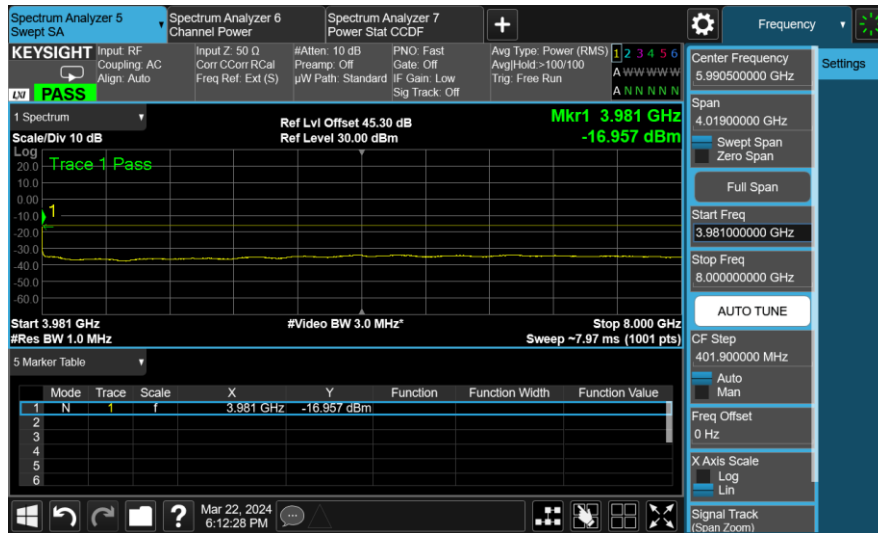 Spectrum Analyzer 5
Swept SA
Spectrum Analyzer 6
Channel Power
Spectrum Analyzer 7
Power Stat CCDF
+
Frequency
KEYSIGHT
LXI
PASS
Input: RF
Coupling: AC
Align: Auto
Input Z: 50 Ω
Corr CCorr RCal
Freq Ref: Ext (S)
#Atten: 10 dB
Preamp: Off
µW Path: Standard
PNO: Fast
Gate: Off
IF Gain: Low
Sig Track: Off
Avg Type: Power (RMS)
Avg|Hold:>100/100
Trig: Free Run
1 2 3 4 5 6
A W W W W W
A N N N N N
1 Spectrum
Scale/Div 10 dB
Ref Lvl Offset 45.30 dB
Ref Level 30.00 dBm
Mkr1 3.981 GHz
-16.957 dBm
Log
Trace 1 Pass
20.0
10.0
0.00
-10.0
-20.0
-30.0
-40.0
-50.0
-60.0
1
Start 3.981 GHz
#Video BW 3.0 MHz*
Stop 8.000 GHz
#Res BW 1.0 MHz
Sweep ~7.97 ms (1001 pts)
5 Marker Table
Mode Trace Scale X Y Function Function Width Function Value
1 N 1 f 3.981 GHz -16.957 dBm
2
3
4
5
6
Mar 22, 2024
6:12:28 PM
?
Center Frequency
5.990500000 GHz
Span
4.01900000 GHz
Swept Span
Zero Span
Full Span
Start Freq
3.981000000 GHz
Stop Freq
8.000000000 GHz
AUTO TUNE
CF Step
401.900000 MHz
Auto
Man
Freq Offset
0 Hz
X Axis Scale
Log
Lin
Signal Track
(Span Zoom)
Settings